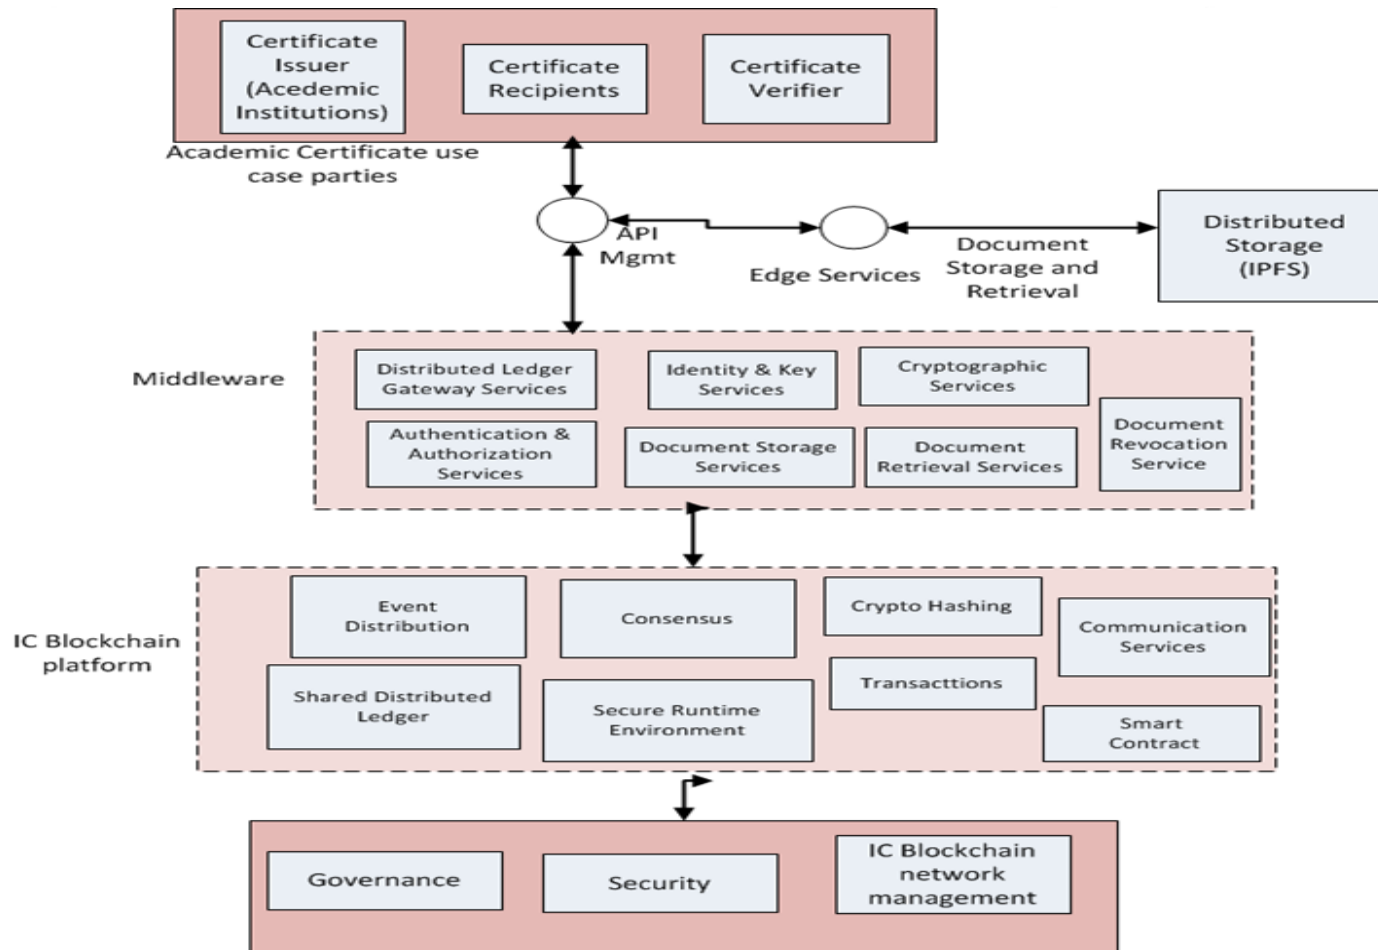 Certificate
Issuer
(Acedemic
Institutions)
Certificate
Recipients
Certificate
Verifier
Academic Certificate use
case parties
API
Mgmt
Edge Services
Document
Storage and
Retrieval
Distributed
Storage
(IPFS)
Middleware
Distributed Ledger
Gateway Services
Identity & Key
Services
Cryptographic
Services
Authentication &
Authorization
Services
Document Storage
Services
Document
Retrieval Services
Document
Revocation
Service
IC Blockchain
platform
Event
Distribution
Consensus
Crypto Hashing
Communication
Services
Shared Distributed
Ledger
Secure Runtime
Environment
Transacttions
Smart
Contract
Governance
Security
IC Blockchain
network
management